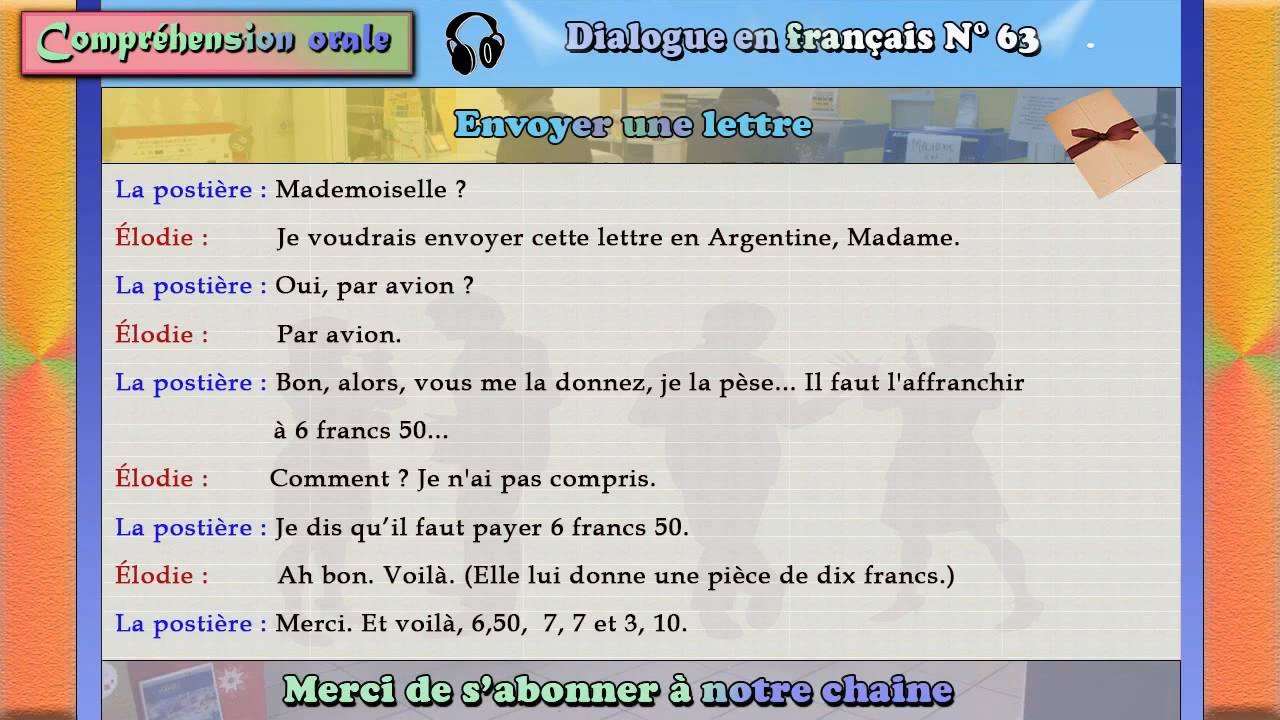 Compréhension orale
Dialogue en français Nº 63
Envoyer une lettre
La postière : Mademoiselle ?
Élodie : Je voudrais envoyer cette lettre en Argentine, Madame.
La postière : Oui, par avion ?
Élodie : Par avion.
La postière : Bon, alors, vous me la donnez, je la pèse... Il faut l'affranchir
à 6 francs 50...
Élodie : Comment ? Je n'ai pas compris.
La postière : Je dis qu’il faut payer 6 francs 50.
Élodie : Ah bon. Voilà. (Elle lui donne une pièce de dix francs.)
La postière : Merci. Et voilà, 6,50, 7, 7 et 3, 10.
Merci de s’abonner à notre chaine